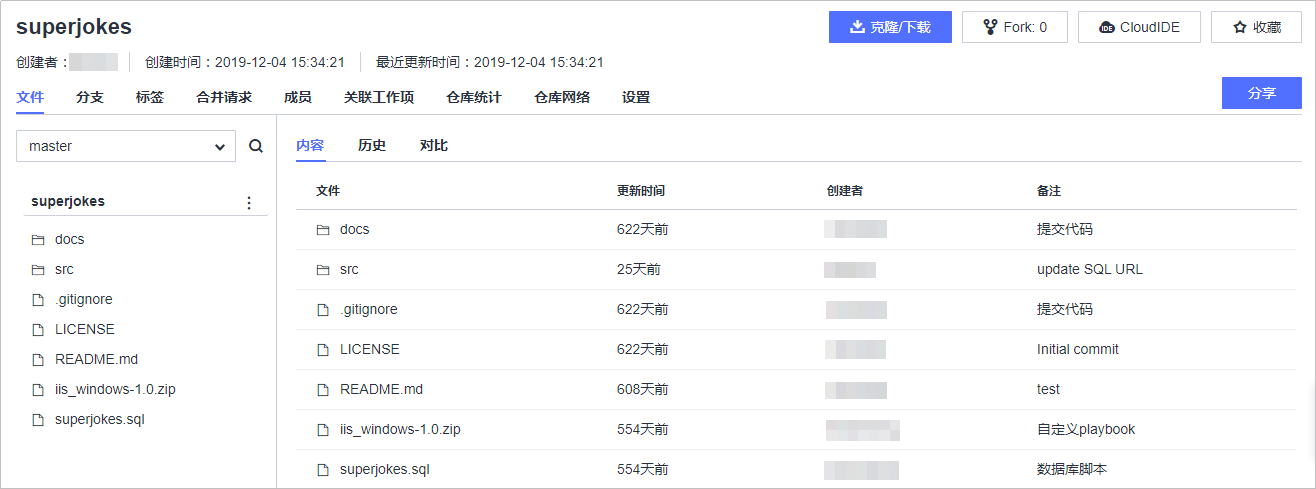 superjokes
克隆/下载 Fork: 0 CloudIDE 收藏
创建者： 创建时间：2019-12-04 15:34:21 最近更新时间：2019-12-04 15:34:21
文件 分支 标签 合并请求 成员 关联工作项 仓库统计 仓库网络 设置 分享
master
superjokes
docs
src
.gitignore
LICENSE
README.md
iis_windows-1.0.zip
superjokes.sql
内容 历史 对比
文件 更新时间 创建者 备注
docs 622天前 提交代码
src 25天前 update SQL URL
.gitignore 622天前 提交代码
LICENSE 622天前 Initial commit
README.md 608天前 test
iis_windows-1.0.zip 554天前 自定义playbook
superjokes.sql 554天前 数据库脚本